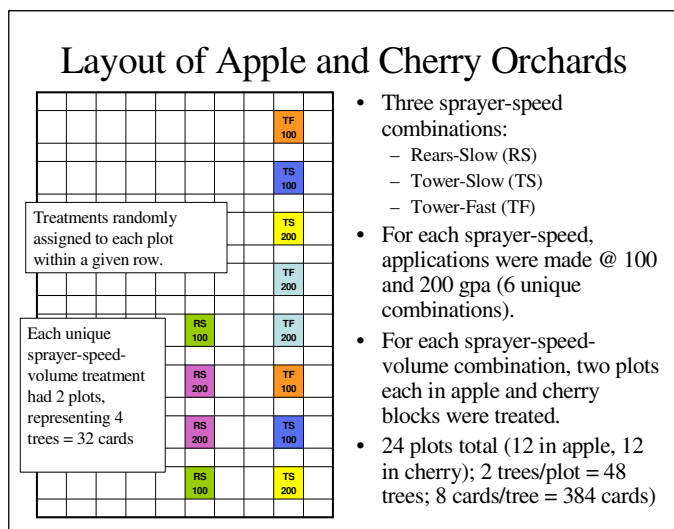 Layout of Apple and Cherry Orchards
TF
100
TS
100
TS
200
TF
200
RS
100
TF
200
RS
200
TF
100
RS
200
TS
100
RS
100
TS
200
Treatments randomly
assigned to each plot
within a given row.
Each unique
sprayer-speed-
volume treatment
had 2 plots,
representing 4
trees = 32 cards
• Three sprayer-speed
combinations:
– Rears-Slow (RS)
– Tower-Slow (TS)
– Tower-Fast (TF)
• For each sprayer-speed,
applications were made @ 100
and 200 gpa (6 unique
combinations).
• For each sprayer-speed-
volume combination, two plots
each in apple and cherry
blocks were treated.
• 24 plots total (12 in apple, 12
in cherry); 2 trees/plot = 48
trees; 8 cards/tree = 384 cards)